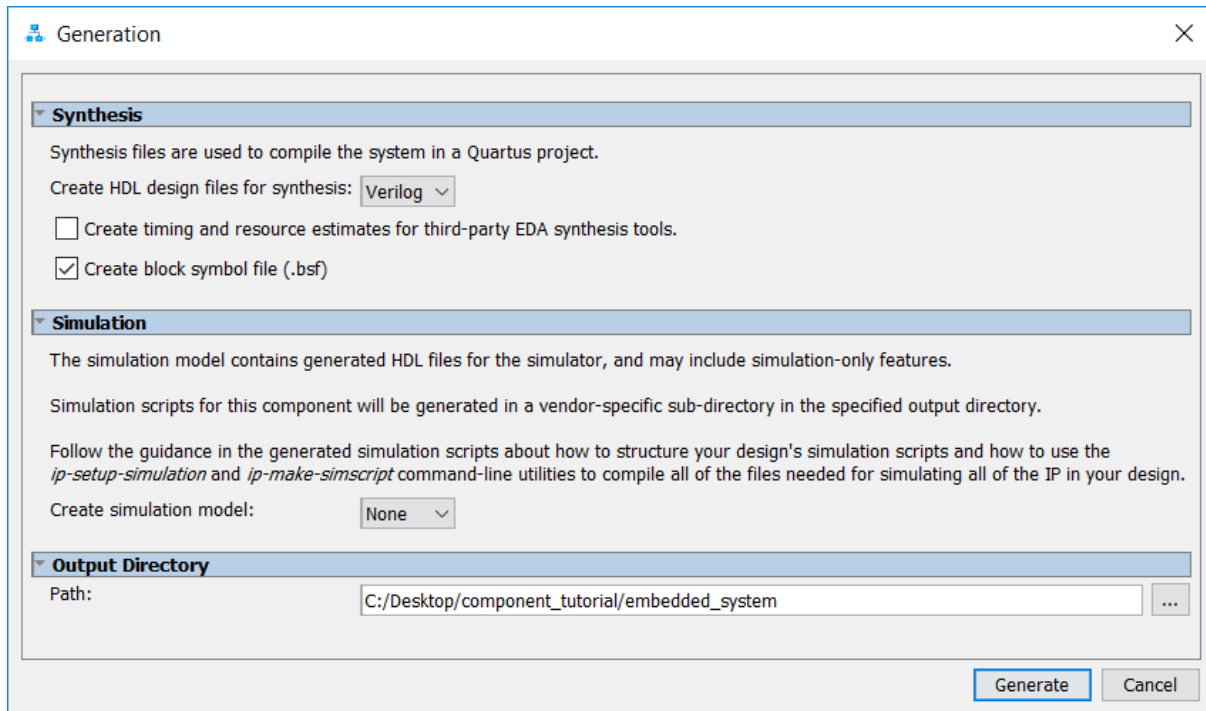 Generation
Synthesis
Synthesis files are used to compile the system in a Quartus project.
Create HDL design files for synthesis: Verilog
Create timing and resource estimates for third-party EDA synthesis tools.
Create block symbol file (.bsf)
Simulation
The simulation model contains generated HDL files for the simulator, and may include simulation-only features.
Simulation scripts for this component will be generated in a vendor-specific sub-directory in the specified output directory.
Follow the guidance in the generated simulation scripts about how to structure your design's simulation scripts and how to use the
ip-setup-simulation and ip-make-simscript command-line utilities to compile all of the files needed for simulating all of the IP in your design.
Create simulation model: None
Output Directory
Path: C:/Desktop/component_tutorial/embedded_system ...
Generate Cancel